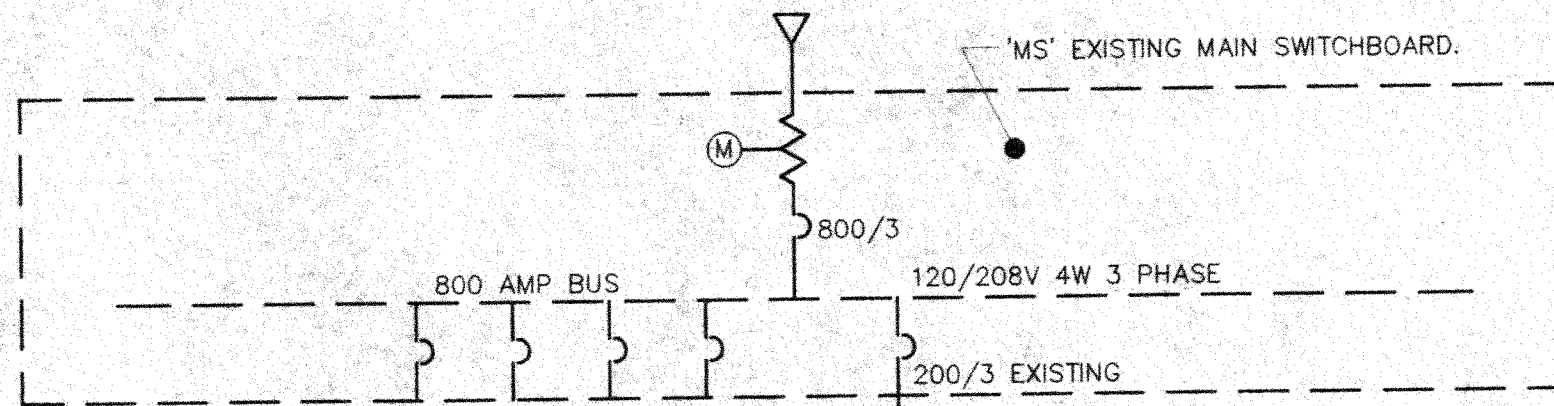 'MS' EXISTING MAIN SWITCHBOARD.
M
800/3
800 AMP BUS
120/208V 4W 3 PHASE
200/3 EXISTING